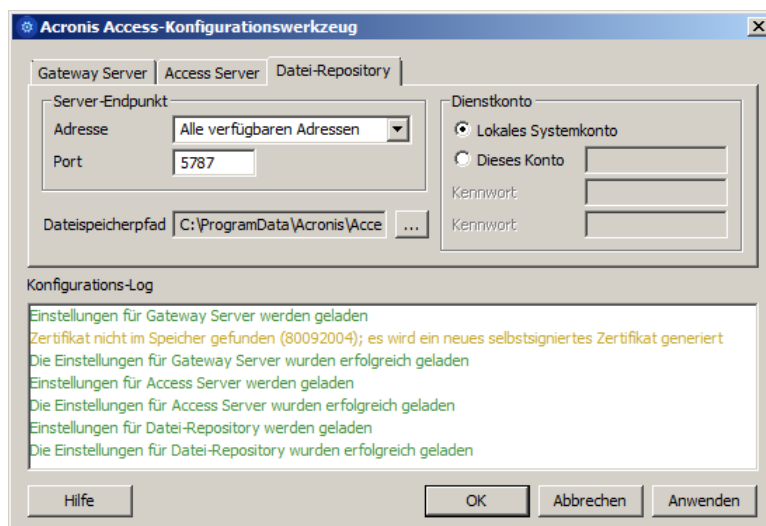 Acronis Access-Konfigurationswerkzeug
Gateway Server Access Server Datei-Repository
Server-Endpunkt
Adresse Alle verfügbaren Adressen
Port 5787
Dateispeicherpfad C:\ProgramData\Acronis\Acce ...
Dienstkonto
Lokales Systemkonto
Dieses Konto
Kennwort
Kennwort
Konfigurations-Log
Einstellungen für Gateway Server werden geladen
Zertifikat nicht im Speicher gefunden (80092004); es wird ein neues selbstsigniertes Zertifikat generiert
Die Einstellungen für Gateway Server wurden erfolgreich geladen
Einstellungen für Access Server werden geladen
Die Einstellungen für Access Server wurden erfolgreich geladen
Einstellungen für Datei-Repository werden geladen
Die Einstellungen für Datei-Repository wurden erfolgreich geladen
Hilfe OK Abbrechen Anwenden